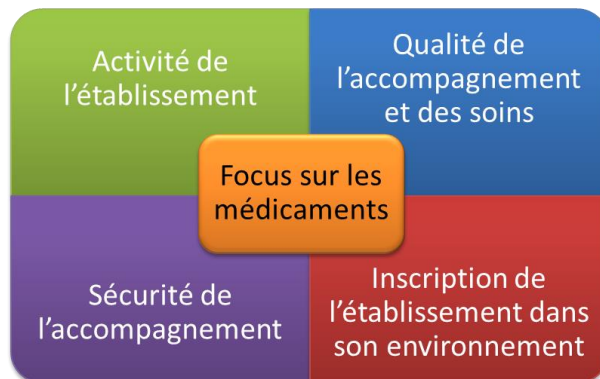 Activité de
l’établissement
Qualité de
l’accompagnement
et des soins
Focus sur les
médicaments
Sécurité de
l’accompagnement
Inscription de
l’établissement dans
son environnement